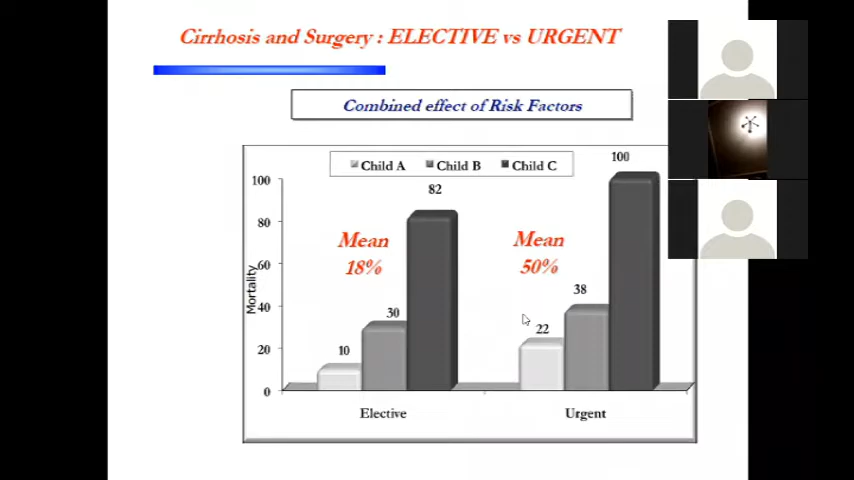 Cirrhosis and Surgery : ELECTIVE vs URGENT
Combined effect of Risk Factors
Child A Child B Child C
100
82
100
80
60
40
20
0
Mortality
Mean
18%
Mean
50%
10
30
22
38
Elective
Urgent